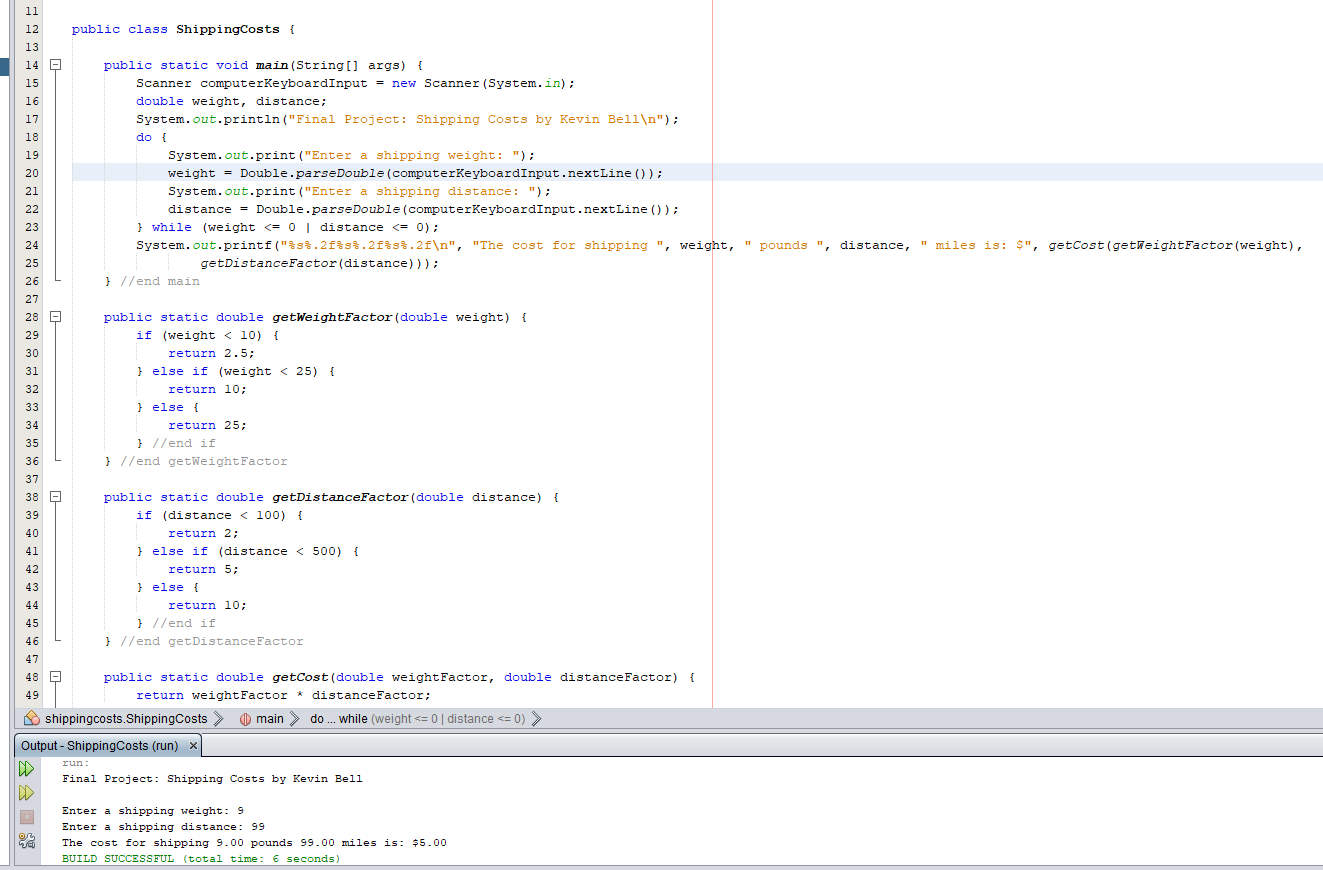 11
12 public class ShippingCosts {
13
14 public static void main(String[] args) {
15 Scanner computerKeyboardInput = new Scanner(System.in);
16 double weight, distance;
17 System.out.println("Final Project: Shipping Costs by Kevin Bell\n");
18 do {
19 System.out.print("Enter a shipping weight: ");
20 weight = Double.parseDouble(computerKeyboardInput.nextLine());
21 System.out.print("Enter a shipping distance: ");
22 distance = Double.parseDouble(computerKeyboardInput.nextLine());
23 } while (weight <= 0 | distance <= 0);
24 System.out.printf("%s%.2f%s%.2f%s%.2f\n", "The cost for shipping ", weight, " pounds ", distance, " miles is: $", getCost(getWeightFactor(weight),
25 getDistanceFactor(distance)));
26 } //end main
27
28 public static double getWeightFactor(double weight) {
29 if (weight < 10) {
30 return 2.5;
31 } else if (weight < 25) {
32 return 10;
33 } else {
34 return 25;
35 } //end if
36 } //end getWeightFactor
37
38 public static double getDistanceFactor(double distance) {
39 if (distance < 100) {
40 return 2;
41 } else if (distance < 500) {
42 return 5;
43 } else {
44 return 10;
45 } //end if
46 } //end getDistanceFactor
47
48 public static double getCost(double weightFactor, double distanceFactor) {
49 return weightFactor * distanceFactor;
shippingcosts.ShippingCosts main do ... while (weight <= 0 | distance <= 0)
Output - ShippingCosts (run) ×
run:
Final Project: Shipping Costs by Kevin Bell
Enter a shipping weight: 9
Enter a shipping distance: 99
The cost for shipping 9.00 pounds 99.00 miles is: $5.00
BUILD SUCCESSFUL (total time: 6 seconds)